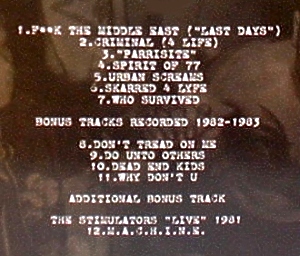 1.F**K THE MIDDLE EAST ("LAST DAYS")
2.CRIMINAL (4 LIFE)
3."PARRISITE"
4.SPIRIT OF 77
5.URBAN SCREAMS
6.SKARRED 4 LYFE
7.WHO SURVIVED
BONUS TRACKS RECORDED 1982-1983
8.DON'T TREAD ON ME
9.DO UNTO OTHERS
10.DEAD END KIDS
11.WHY DON'T U
ADDITIONAL BONUS TRACK
THE STIMULATORS "LIVE" 1981
12.M.A.C.H.I.N.E.